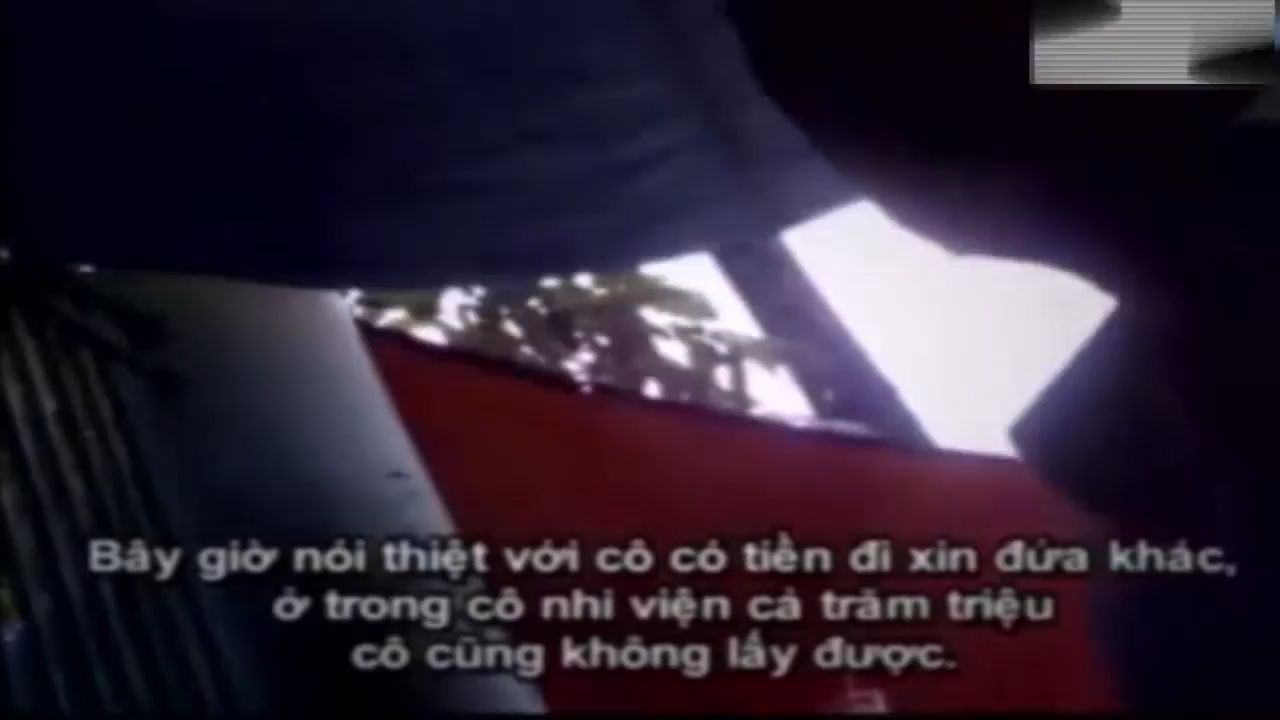 Bây giờ nói thiệt với cô có tiền đi xin đứa khác,
ở trong cô nhi viện cả trăm triệu
cô cũng không lấy được.